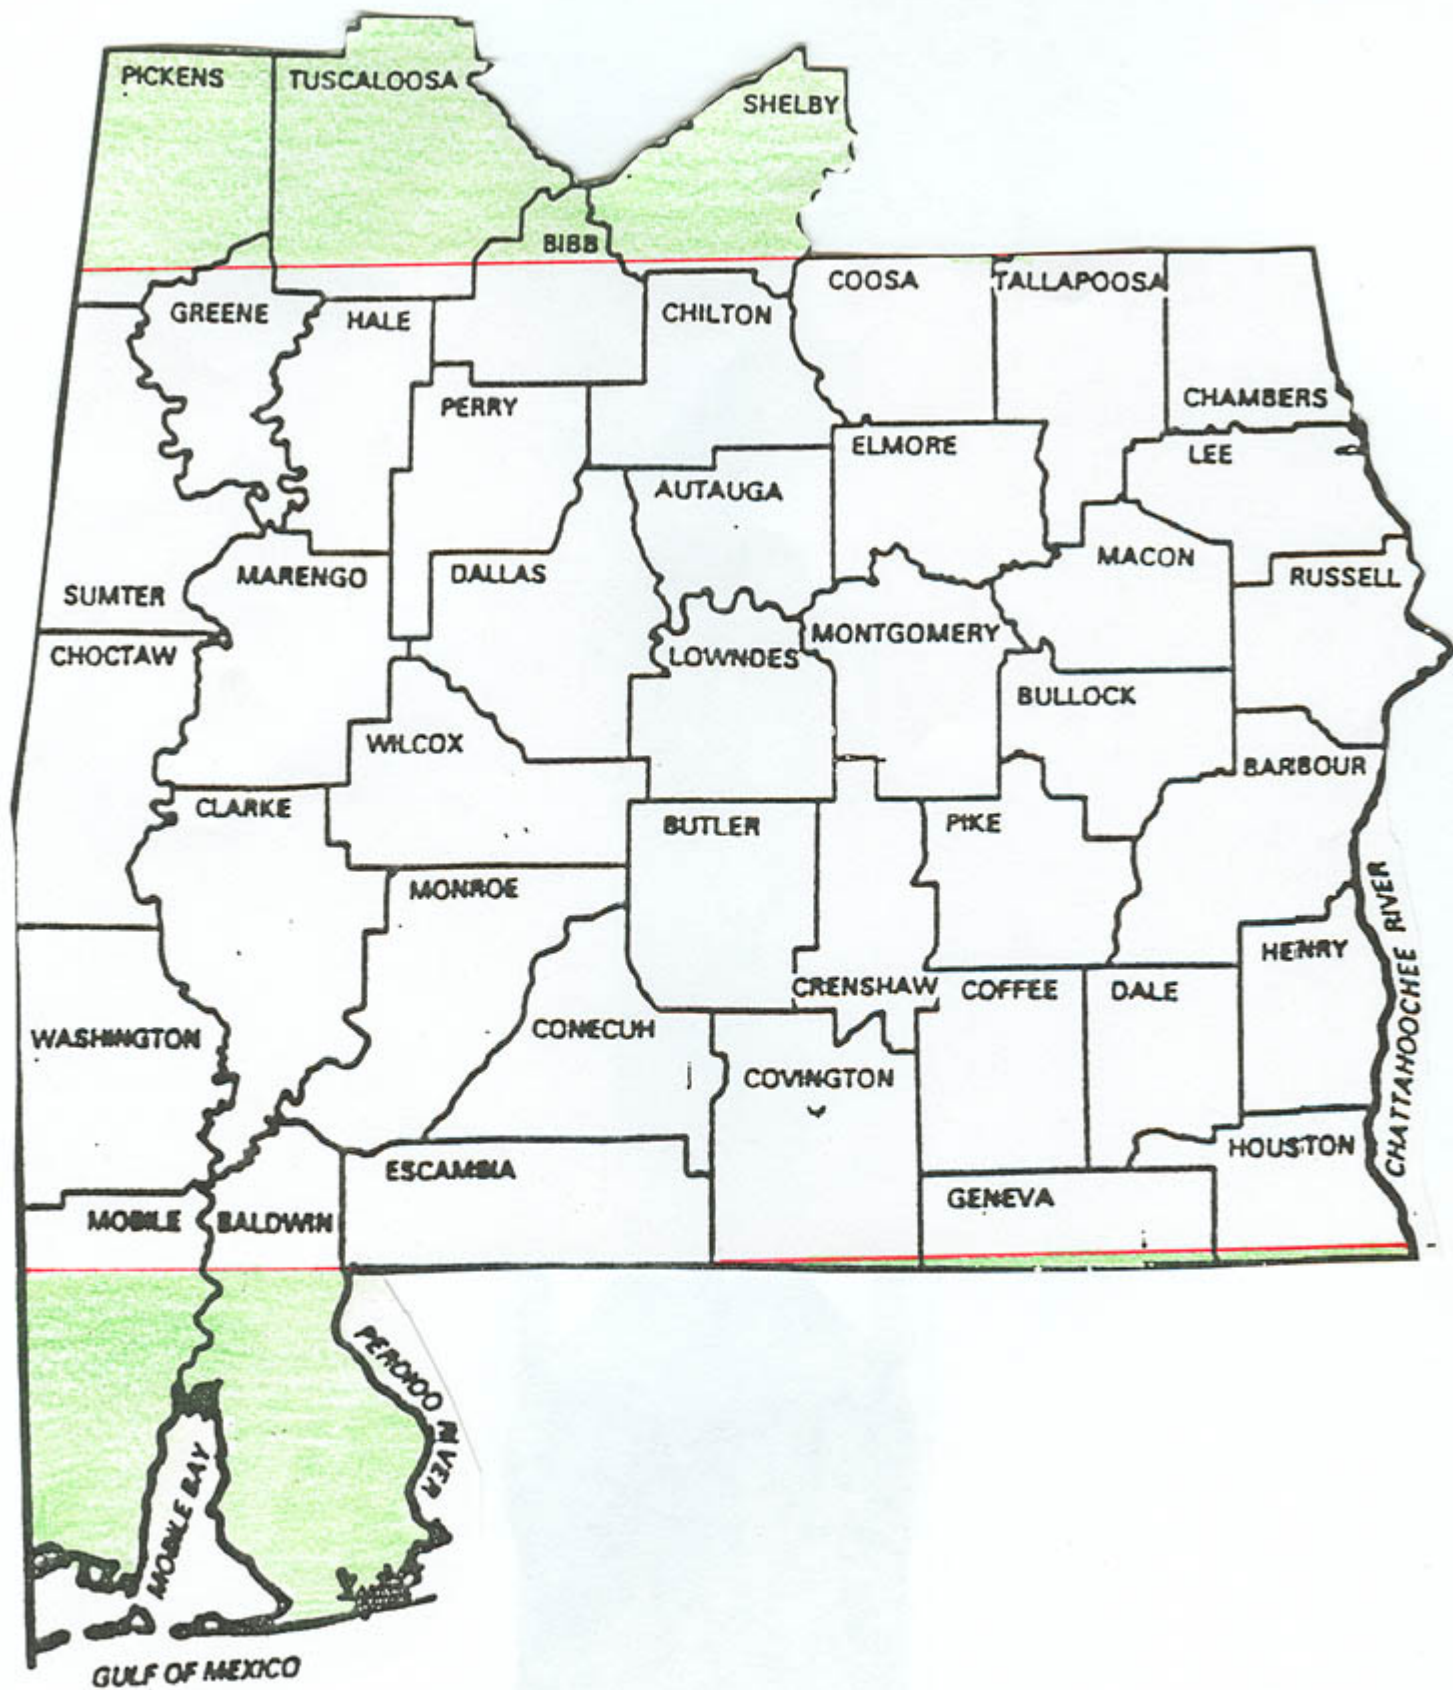 PICKENS
TUSCALOOSA
SHELBY
BIBB
COOSA
TALLAPOOSA
GREENE
HALE
CHILTON
CHAMBERS
PERRY
ELMORE
LEE
AUTAUGA
MACON
SUMTER
MARENGO
DALLAS
RUSSELL
CHOCTAW
LOWNDES
MONTGOMERY
BULLOCK
WILCOX
BARBOUR
CLARKE
BUTLER
PIKE
MONROE
HENRY
CRENSHAW
COFFEE
DALE
WASHINGTON
CONECUH
COVINGTON
CHATTAHOOCHEE RIVER
ESCAMBIA
HOUSTON
GENEVA
MOBILE
BALDWIN
PERDIDO RIVER
MOBILE BAY
GULF OF MEXICO